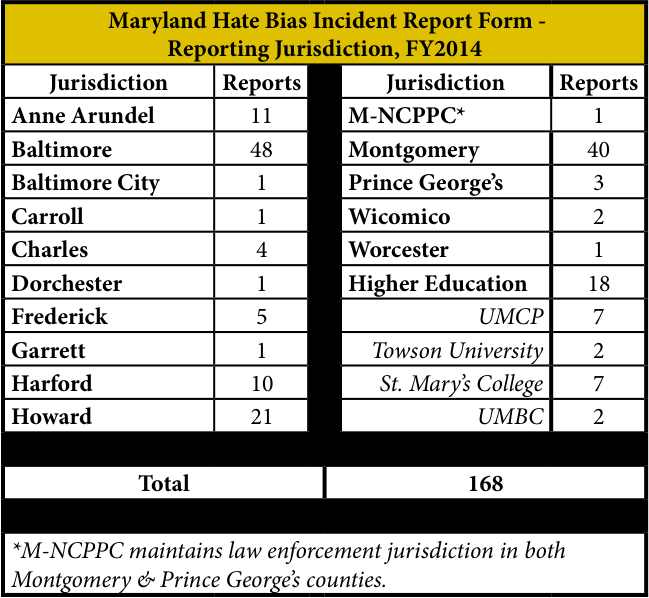 Maryland Hate Bias Incident Report Form -
Reporting Jurisdiction, FY2014
Jurisdiction Reports Jurisdiction Reports
Anne Arundel 11 M-NCPPC* 1
Baltimore 48 Montgomery 40
Baltimore City 1 Prince George's 3
Carroll 1 Wicomico 2
Charles 4 Worcester 1
Dorchester 1 Higher Education 18
Frederick 5 UMCP 7
Garrett 1 Towson University 2
Harford 10 St. Mary's College 7
Howard 21 UMBC 2
Total 168
*M-NCPPC maintains law enforcement jurisdiction in both
Montgomery & Prince George's counties.